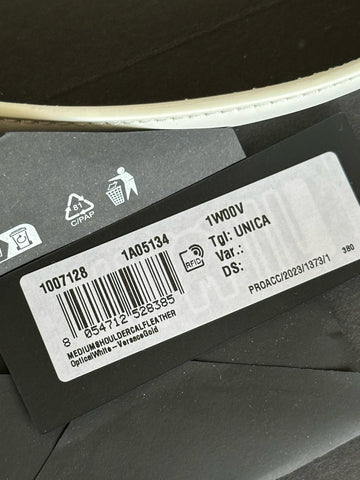 81
C/PAP
1007128 1A05134 1W00V
RFID
Tgl: UNICA
Var.:
DS:
8 054712 528385
PROACC/2023/1373/1 380
MEDIUMSHOULDERCALFLEATHER
OpticalWhite-VersaceGold